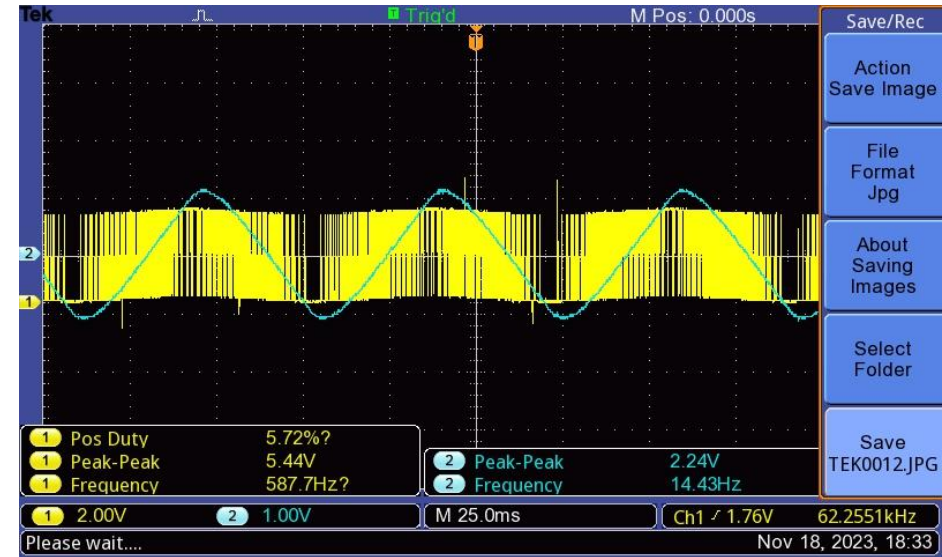 Tek
Trig'd
M Pos: 0.000s
Save/Rec
Action
Save Image
File
Format
Jpg
About
Saving
Images
Select
Folder
Save
TEK0012.JPG
2
1
1 Pos Duty 5.72%?
1 Peak-Peak 5.44V
1 Frequency 587.7Hz?
2 Peak-Peak 2.24V
2 Frequency 14.43Hz
1 2.00V
2 1.00V
M 25.0ms
Ch1 1.76V
62.2551kHz
Please wait....
Nov 18, 2023, 18:33